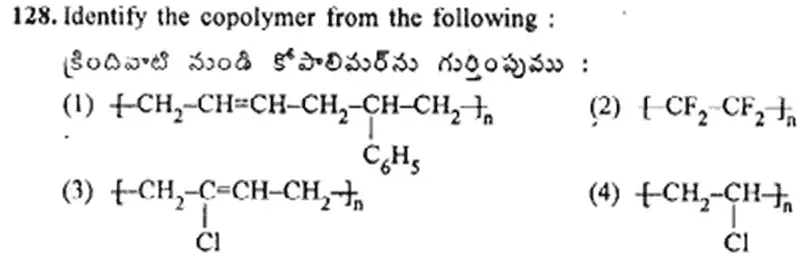 128. Identify the copolymer from the following :
క్రిందివాటి నుండి కోపాలిమర్‌ను గుర్తింపుము :
(1) -[-CH₂-CH=CH-CH₂-CH-CH₂-]-ₙ (2) -[-CF₂-CF₂-]-ₙ
C₆H₅
(3) -[-CH₂-C=CH-CH₂-]-ₙ (4) -[-CH₂-CH-]-ₙ
Cl Cl